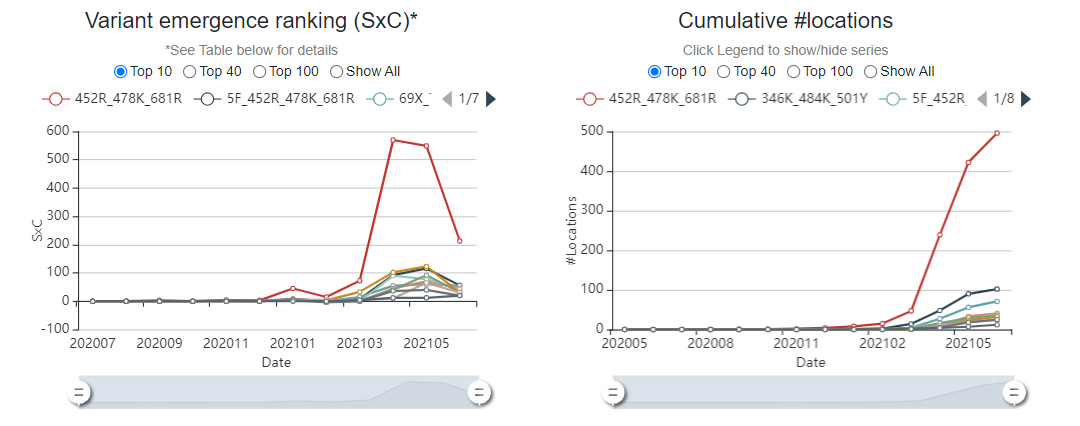 Variant emergence ranking (SxC)*
*See Table below for details
Top 10 Top 40 Top 100 Show All
452R_478K_681R 5F_452R_478K_681R 69X_ 1/7
600
500
400
300
200
100
0
-100
SxC
202007 202009 202011 202101 202103 202105
Date
Cumulative #locations
Click Legend to show/hide series
Top 10 Top 40 Top 100 Show All
452R_478K_681R 346K_484K_501Y 5F_452R_ 1/8
500
400
300
200
100
0
#Locations
202005 202008 202011 202102 202105
Date